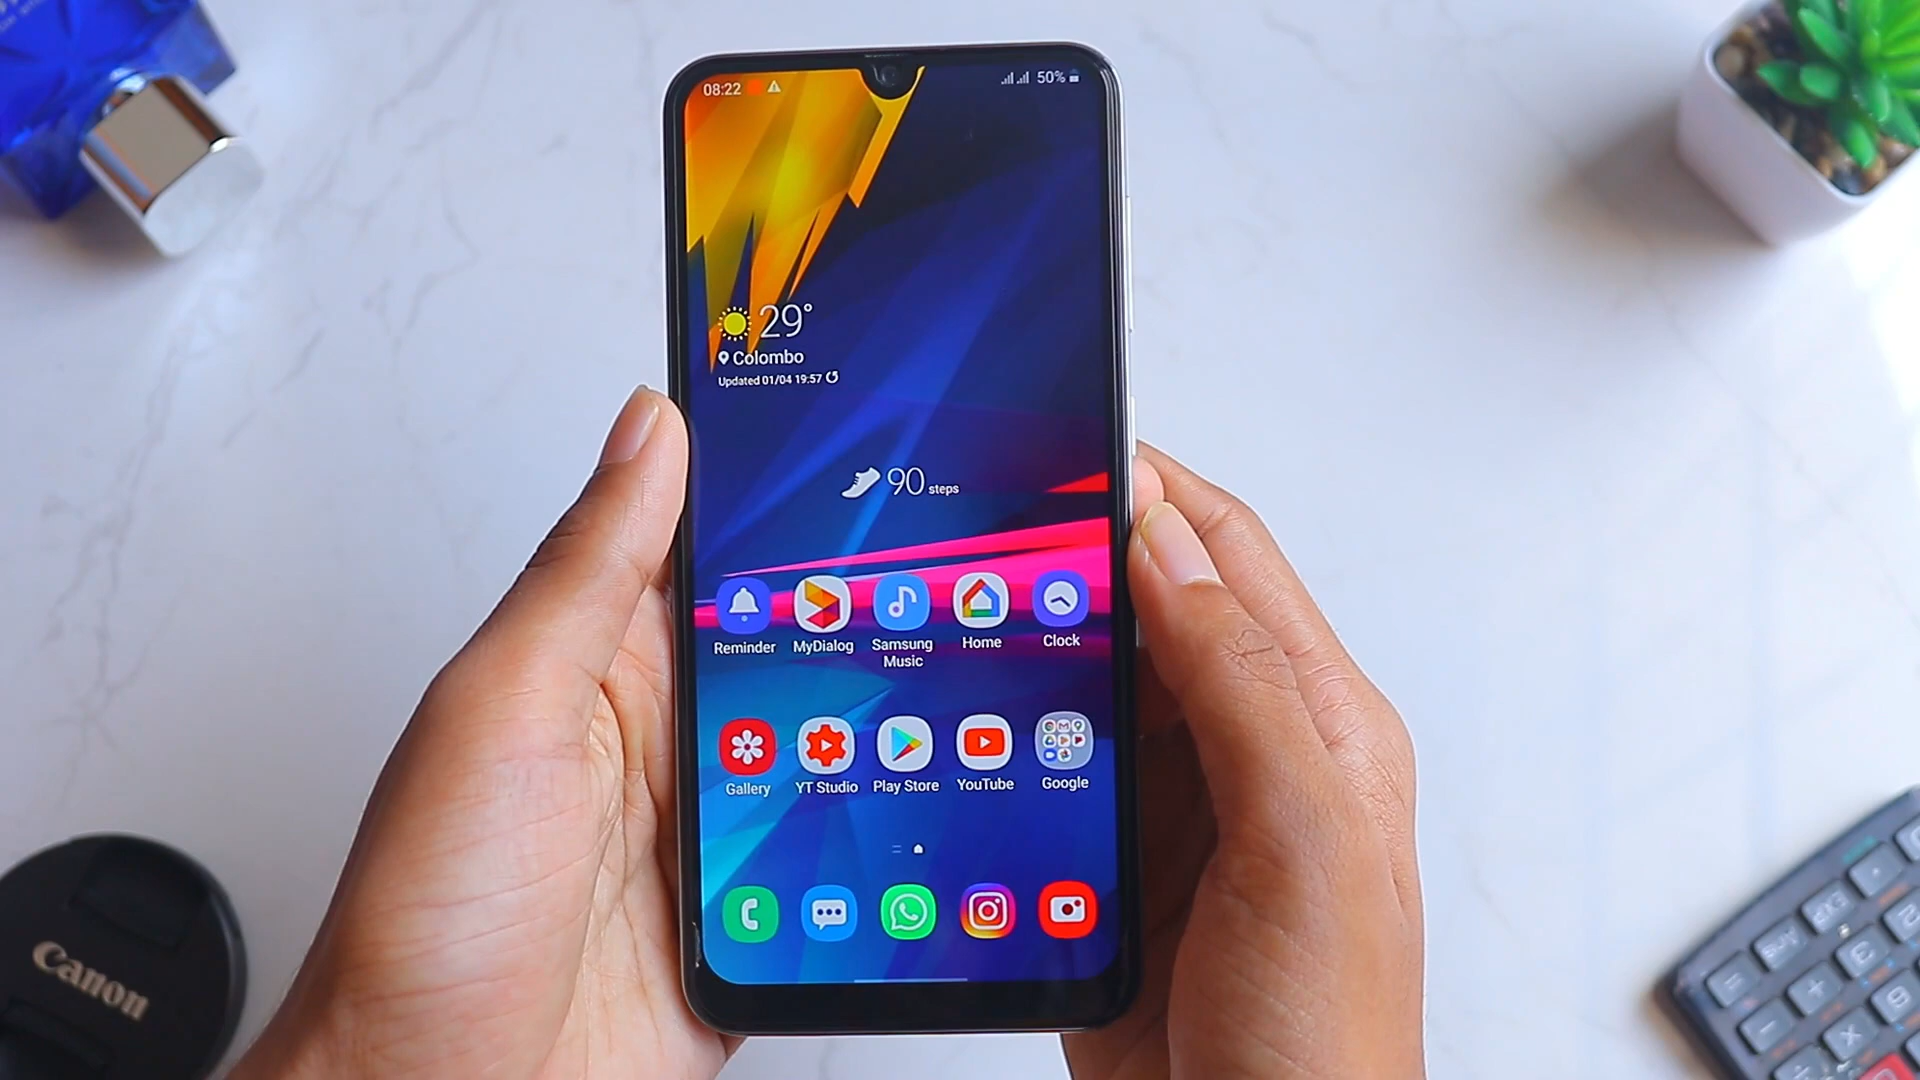 08:22
50%
29°
Colombo
Updated 01/04 19:57
90 steps
Reminder
MyDialog
Samsung
Music
Home
Clock
Gallery
YT Studio
Play Store
YouTube
Google
Canon